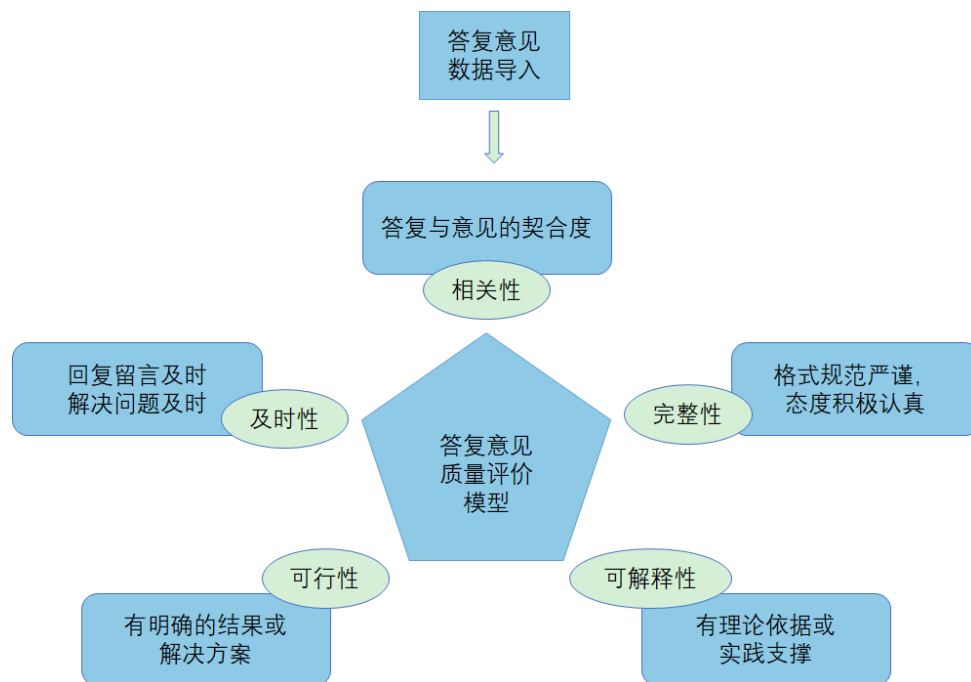 答复意见
数据导入
答复与意见的契合度
相关性
回复留言及时
解决问题及时
及时性
格式规范严谨,
态度积极认真
完整性
答复意见
质量评价
模型
可行性
有明确的结果或
解决方案
可解释性
有理论依据或
实践支撑